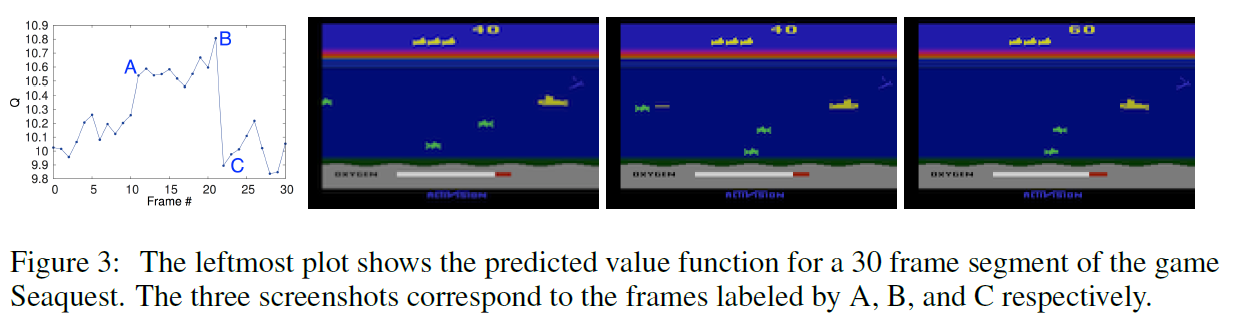 10.9
10.8
10.7
10.6
10.5
10.4
10.3
10.2
10.1
10
9.9
9.8
Q
A
B
C
0 5 10 15 20 25 30
Frame #
40
OXYGEN
ACTIVISION
40
OXYGEN
ACTIVISION
60
OXYGEN
ACTIVISION
Figure 3: The leftmost plot shows the predicted value function for a 30 frame segment of the game
Seaquest. The three screenshots correspond to the frames labeled by A, B, and C respectively.